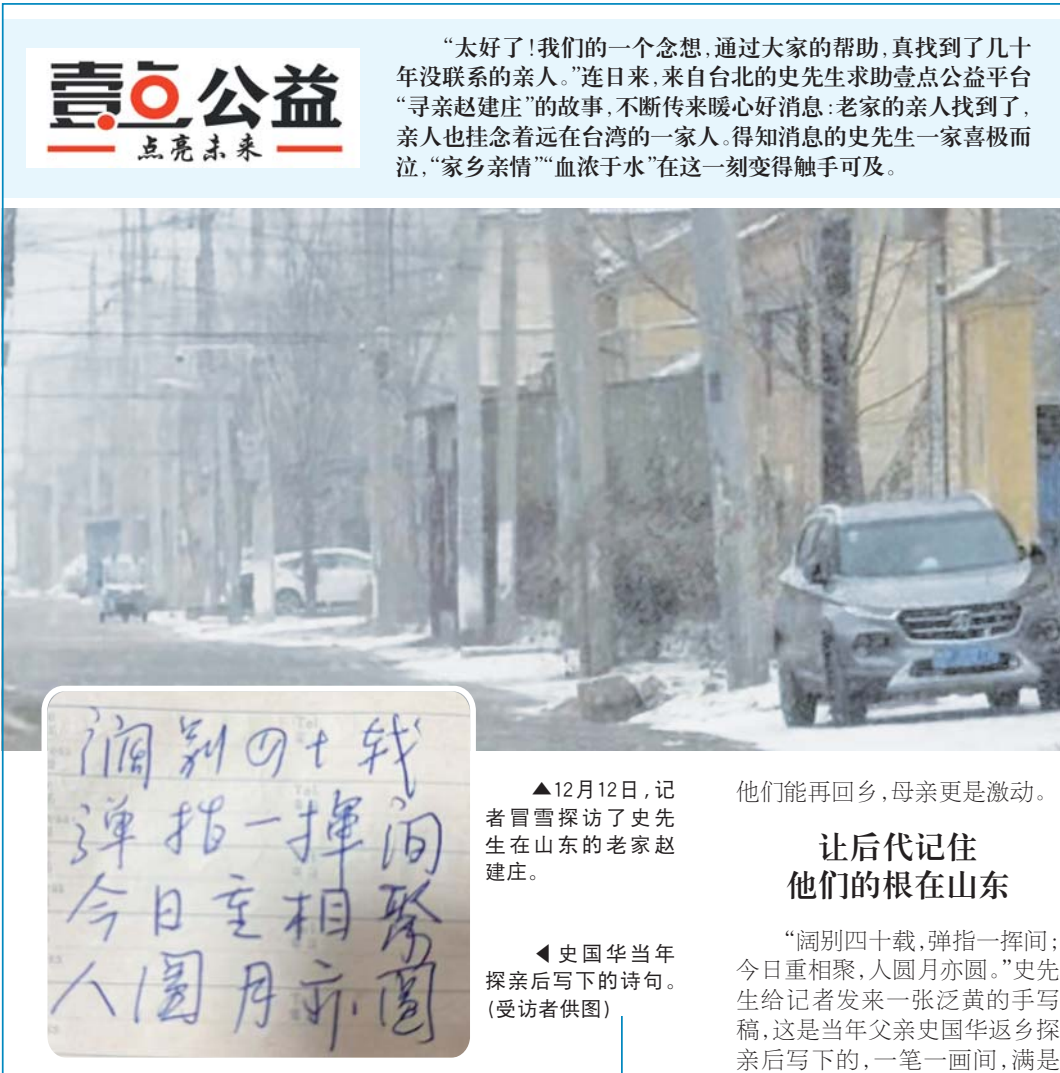 壹点公益
点亮未来
“太好了!我们的一个念想,通过大家的帮助,真找到了几十
年没联系的亲人。”连日来,来自台北的史先生求助壹点公益平台
“寻亲赵建庄”的故事,不断传来暖心好消息:老家的亲人找到了,
亲人也挂念着远在台湾的一家人。得知消息的史先生一家喜极而
泣,“家乡亲情”“血浓于水”在这一刻变得触手可及。
阔别四十载
弹指一挥间
今日重相聚
人圆月亦圆
▲12月12日,记
者冒雪探访了史先
生在山东的老家赵
建庄。
◀史国华当年
探亲后写下的诗句。
(受访者供图)
他们能再回乡,母亲更是激动。
让后代记住
他们的根在山东
“阔别四十载,弹指一挥间;
今日重相聚,人圆月亦圆。”史先
生给记者发来一张泛黄的手写
稿,这是当年父亲史国华返乡探
亲后写下的,一笔一画间,满是